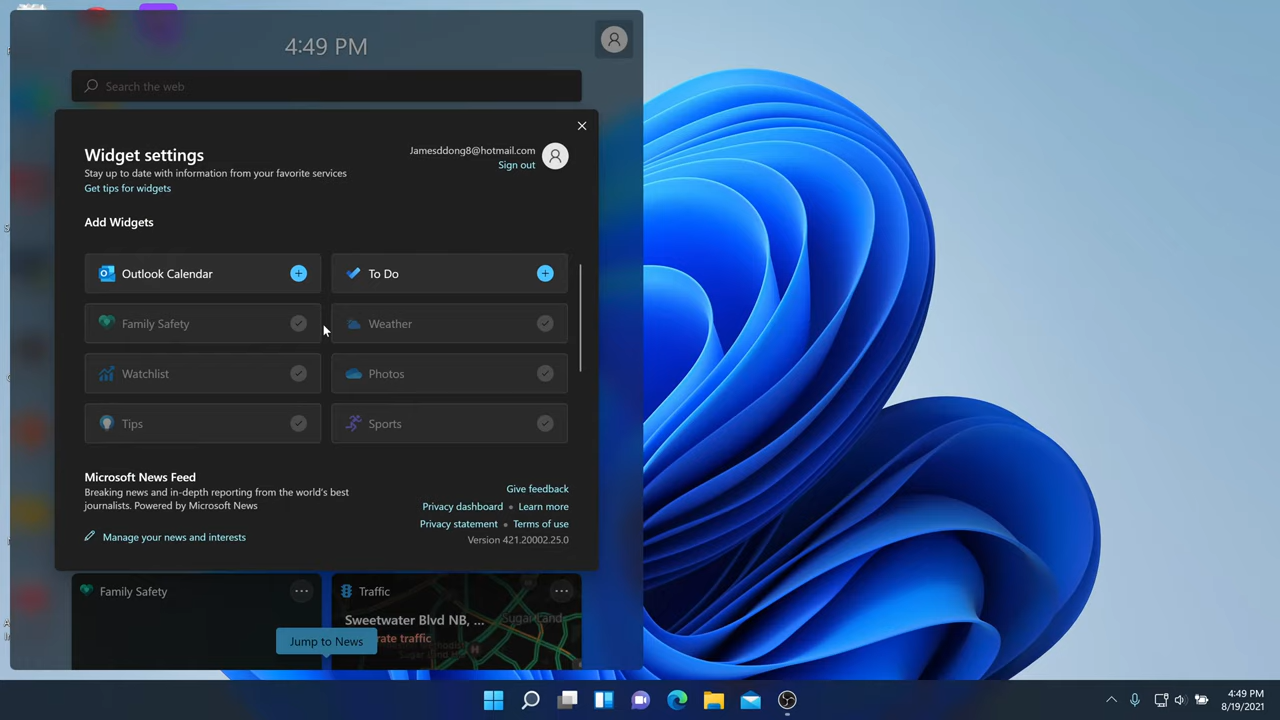 4:49 PM
Search the web
Widget settings
Jamesddong8@hotmail.com
Stay up to date with information from your favorite services
Sign out
Get tips for widgets
Add Widgets
Outlook Calendar
To Do
Family Safety
Weather
Watchlist
Photos
Tips
Sports
Microsoft News Feed
Breaking news and in-depth reporting from the world's best
journalists. Powered by Microsoft News
Give feedback
Privacy dashboard • Learn more
Privacy statement • Terms of use
Manage your news and interests
Version 421.20002.25.0
Family Safety
Traffic
Sweetwater Blvd NB, ...
rate traffic
Jump to News
4:49 PM
8/19/2021